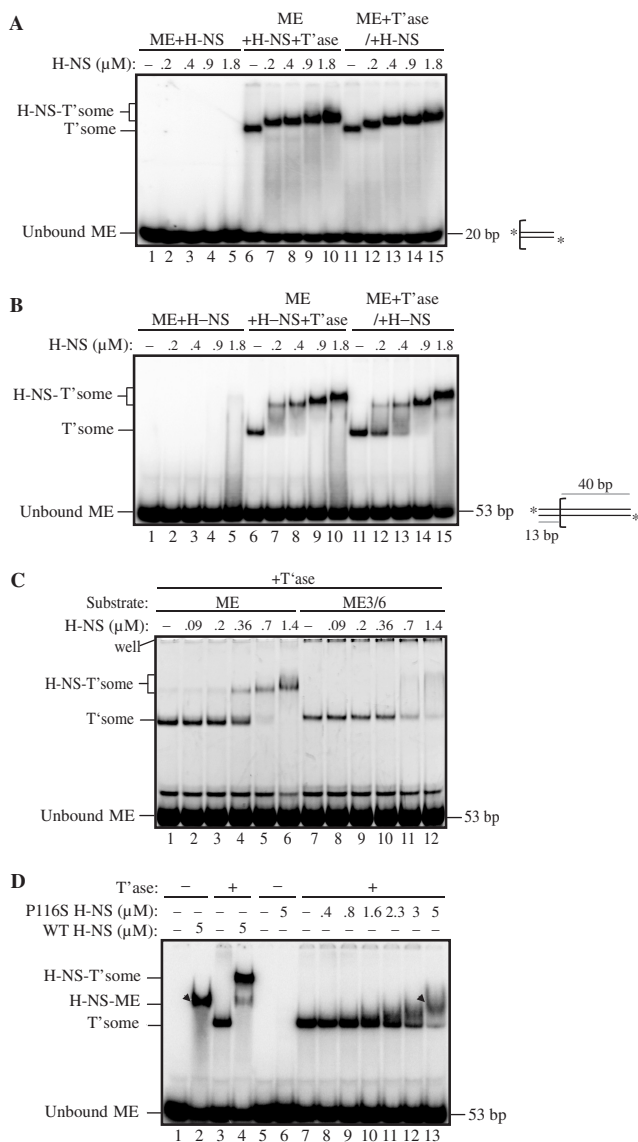 A
ME+H-NS
ME
+H-NS+T'ase
ME+T'ase
/+H-NS
H-NS (µM): – .2 .4 .9 1.8 – .2 .4 .9 1.8 – .2 .4 .9 1.8
H-NS-T'some
T'some
Unbound ME
20 bp
*
*
1 2 3 4 5 6 7 8 9 10 11 12 13 14 15
B
ME+H–NS
ME
+H–NS+T'ase
ME+T'ase
/+H–NS
H-NS (µM): – .2 .4 .9 1.8 – .2 .4 .9 1.8 – .2 .4 .9 1.8
H-NS-T'some
T'some
40 bp
Unbound ME
53 bp
*
*
13 bp
1 2 3 4 5 6 7 8 9 10 11 12 13 14 15
C
+T'ase
Substrate: ME ME3/6
H-NS (µM): – .09 .2 .36 .7 1.4 – .09 .2 .36 .7 1.4
well
H-NS-T'some
T'some
Unbound ME
53 bp
1 2 3 4 5 6 7 8 9 10 11 12
D
T'ase: – + – +
P116S H-NS (µM): – – – – – 5 – .4 .8 1.6 2.3 3 5
WT H-NS (µM): – 5 – 5 – – – – – – – – –
H-NS-T'some
H-NS-ME
T'some
Unbound ME
53 bp
1 2 3 4 5 6 7 8 9 10 11 12 13